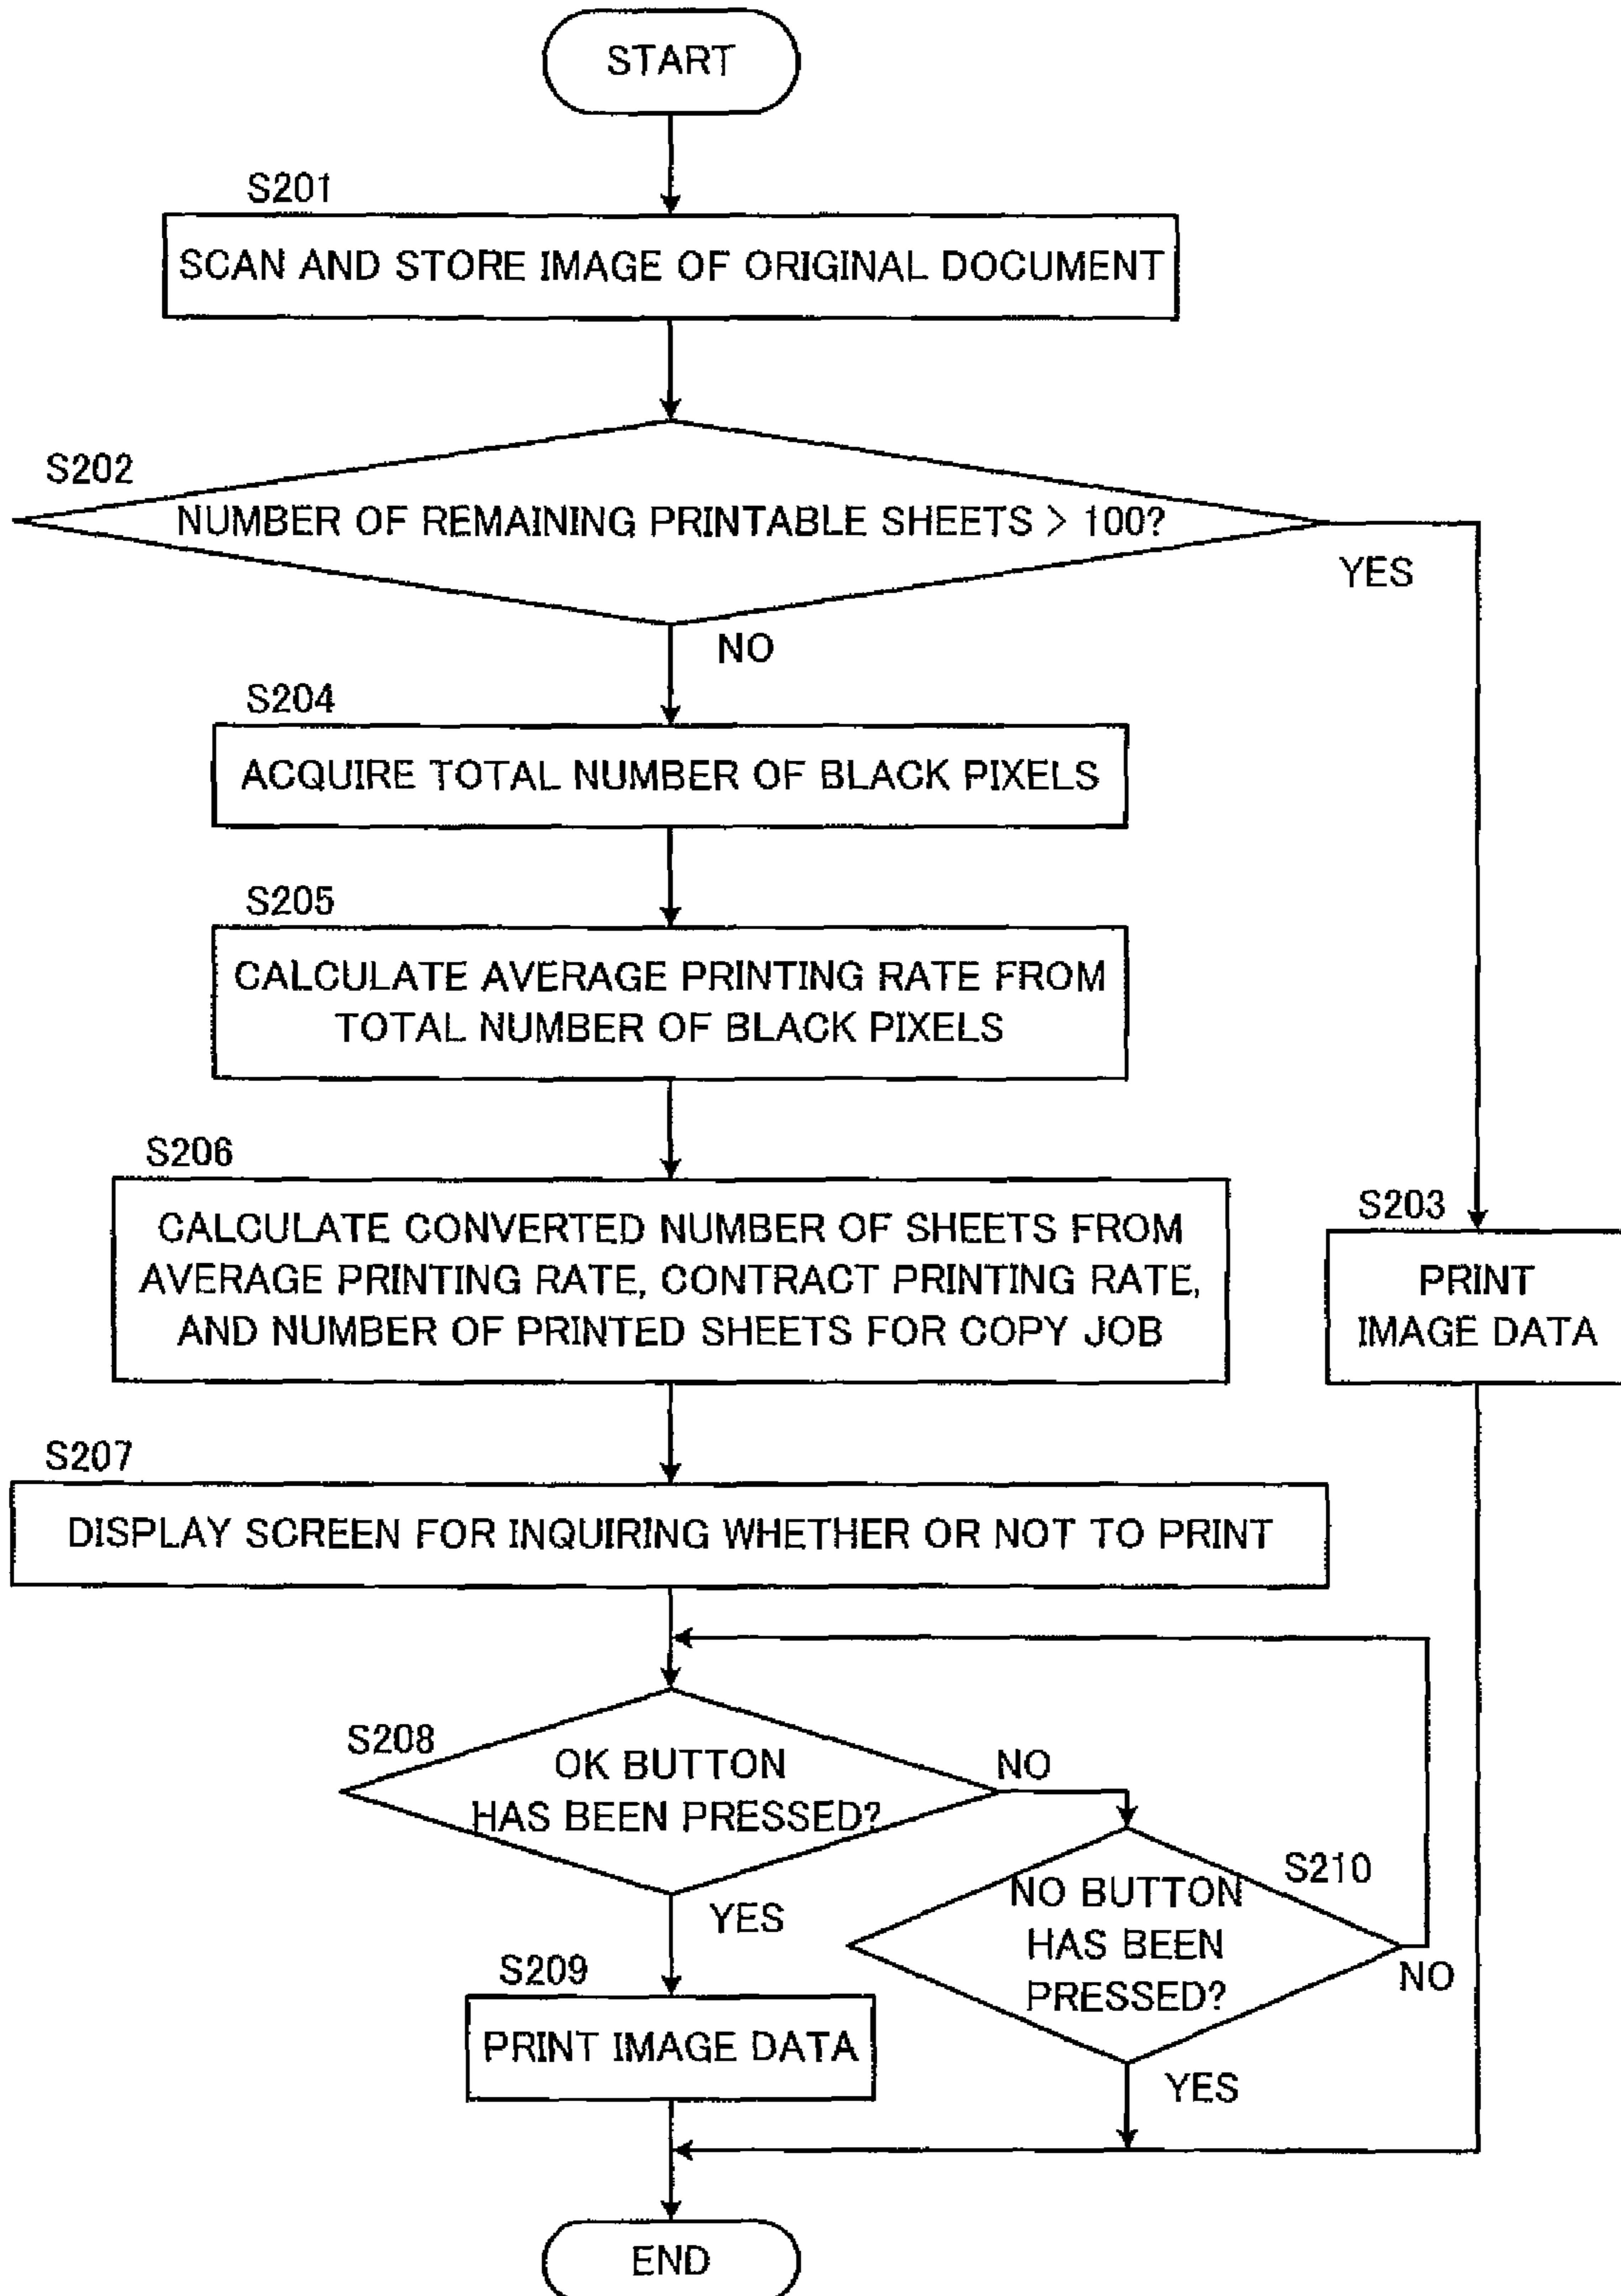 START
S201
SCAN AND STORE IMAGE OF ORIGINAL DOCUMENT
S202
NUMBER OF REMAINING PRINTABLE SHEETS > 100?
YES
NO
S204
ACQUIRE TOTAL NUMBER OF BLACK PIXELS
S205
CALCULATE AVERAGE PRINTING RATE FROM
TOTAL NUMBER OF BLACK PIXELS
S206
CALCULATE CONVERTED NUMBER OF SHEETS FROM
AVERAGE PRINTING RATE, CONTRACT PRINTING RATE,
AND NUMBER OF PRINTED SHEETS FOR COPY JOB
S203
PRINT
IMAGE DATA
S207
DISPLAY SCREEN FOR INQUIRING WHETHER OR NOT TO PRINT
S208
OK BUTTON
HAS BEEN PRESSED?
NO
YES
S210
NO BUTTON
HAS BEEN
PRESSED?
NO
YES
S209
PRINT IMAGE DATA
END